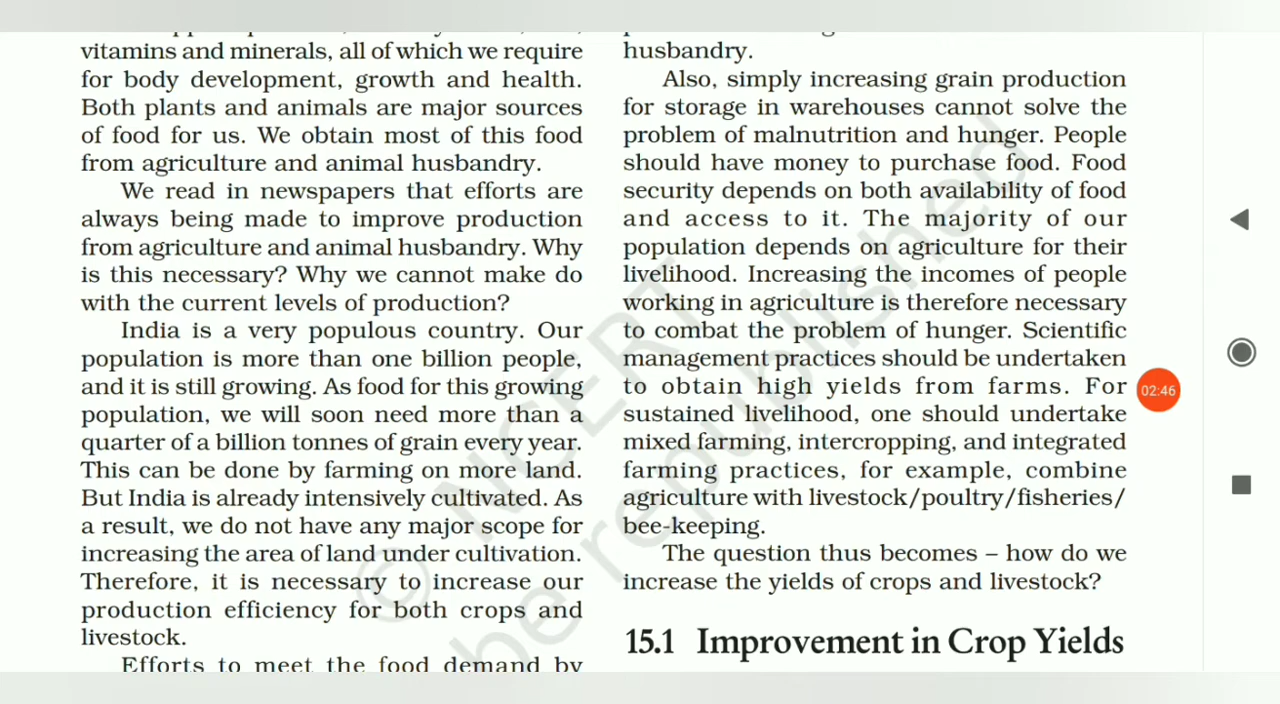 vitamins and minerals, all of which we require
for body development, growth and health.
Both plants and animals are major sources
of food for us. We obtain most of this food
from agriculture and animal husbandry.
We read in newspapers that efforts are
always being made to improve production
from agriculture and animal husbandry. Why
is this necessary? Why we cannot make do
with the current levels of production?
India is a very populous country. Our
population is more than one billion people,
and it is still growing. As food for this growing
population, we will soon need more than a
quarter of a billion tonnes of grain every year.
This can be done by farming on more land.
But India is already intensively cultivated. As
a result, we do not have any major scope for
increasing the area of land under cultivation.
Therefore, it is necessary to increase our
production efficiency for both crops and
livestock.
Efforts to meet the food demand by
husbandry.
Also, simply increasing grain production
for storage in warehouses cannot solve the
problem of malnutrition and hunger. People
should have money to purchase food. Food
security depends on both availability of food
and access to it. The majority of our
population depends on agriculture for their
livelihood. Increasing the incomes of people
working in agriculture is therefore necessary
to combat the problem of hunger. Scientific
management practices should be undertaken
to obtain high yields from farms. For
sustained livelihood, one should undertake
mixed farming, intercropping, and integrated
farming practices, for example, combine
agriculture with livestock/poultry/fisheries/
bee-keeping.
The question thus becomes – how do we
increase the yields of crops and livestock?
15.1 Improvement in Crop Yields
© NCERT
be republished
02:46